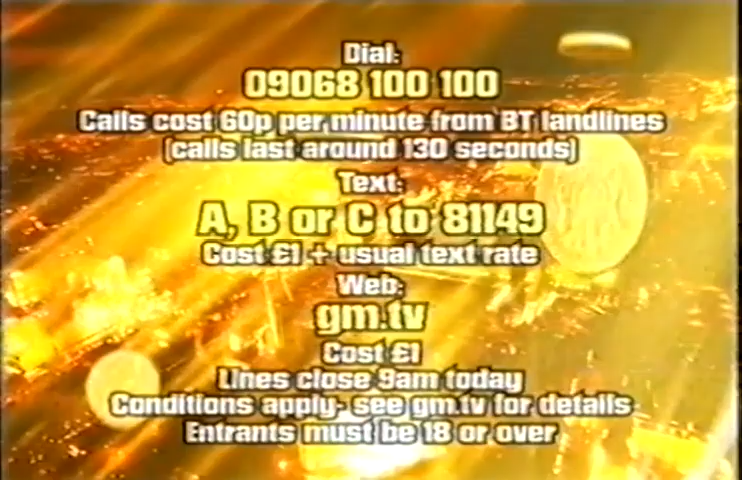 Dial:
09068 100 100
Calls cost 60p per minute from BT landlines
(calls last around 130 seconds)
Text:
A, B or C to 81149
Cost £1 + usual text rate
Web:
gm.tv
Cost £1
Lines close 9am today
Conditions apply- see gm.tv for details
Entrants must be 18 or over